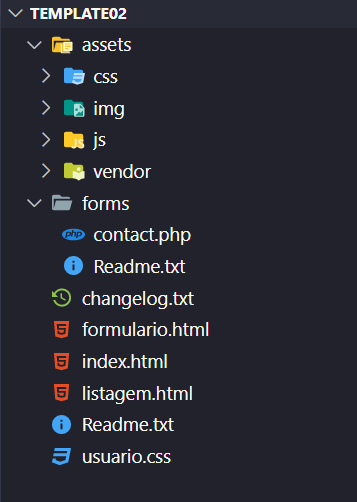 TEMPLATE02
assets
css
img
js
vendor
forms
contact.php
Readme.txt
changelog.txt
formulario.html
index.html
listagem.html
Readme.txt
usuario.css